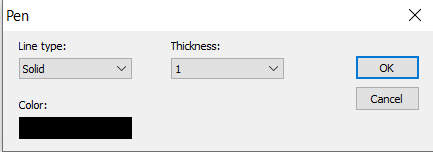 Pen
Line type:
Thickness:
Solid
1
OK
Cancel
Color: